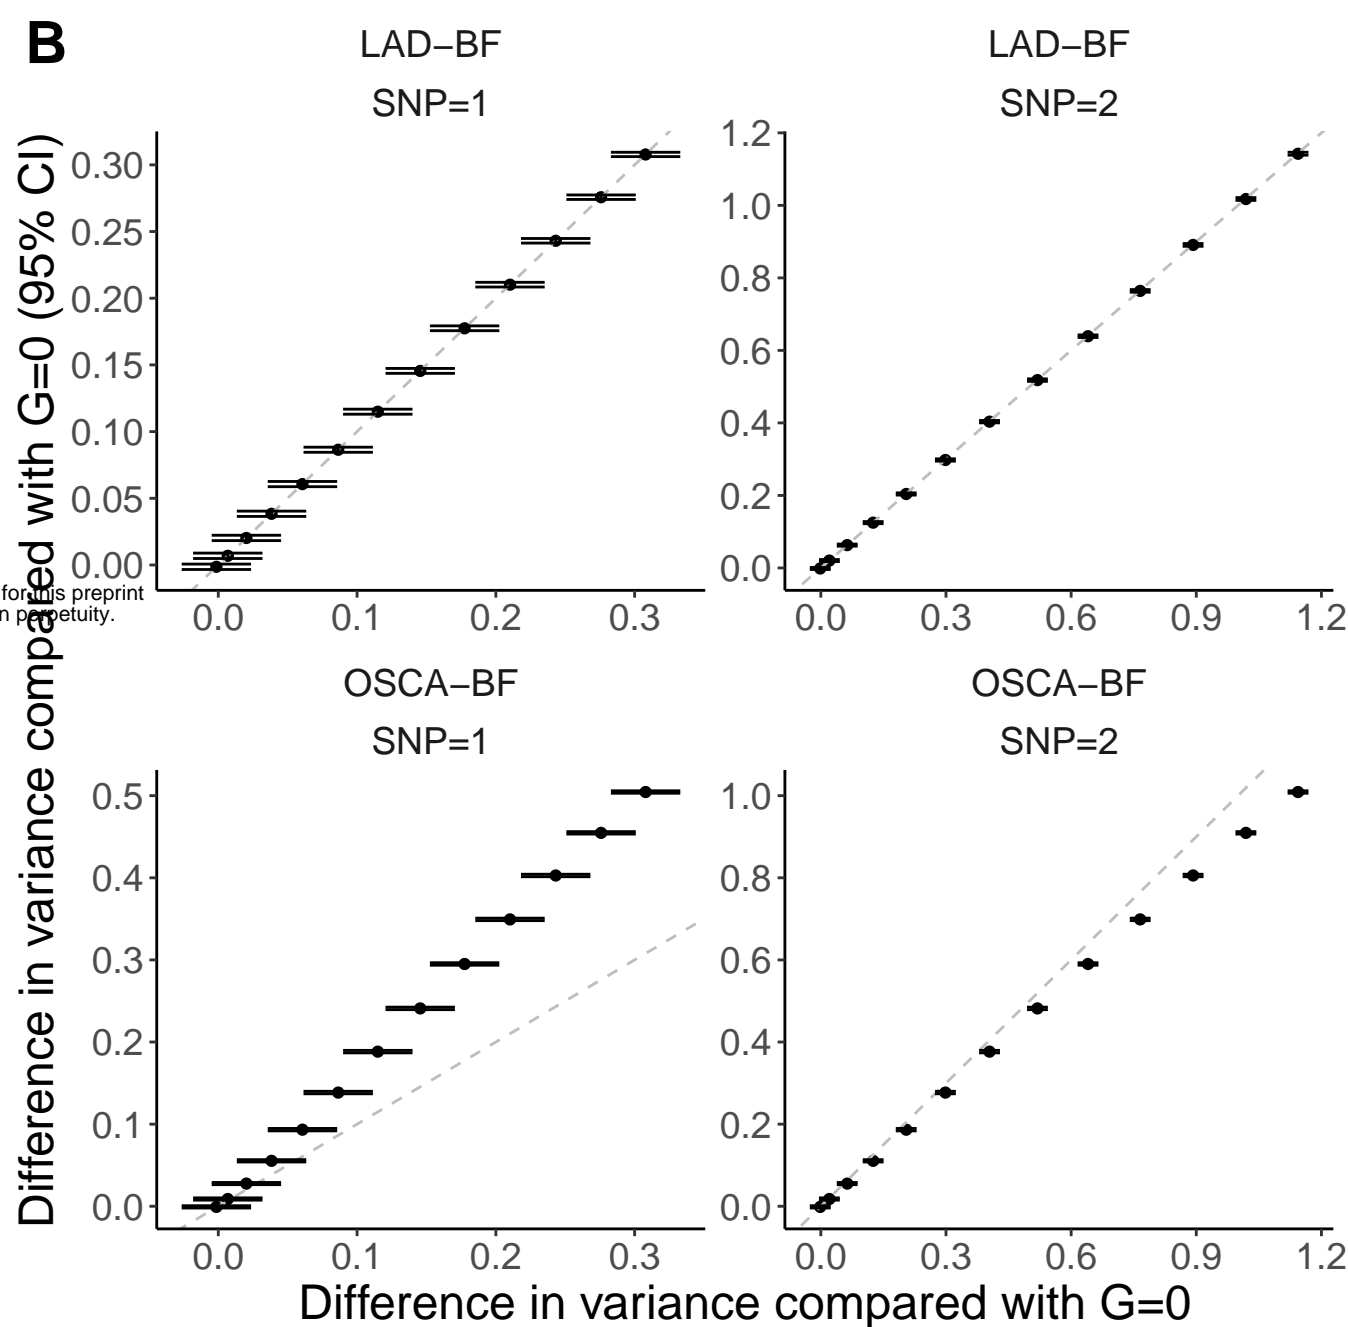 B
LAD−BF
SNP=1
0.30
0.25
0.20
0.15
0.10
0.05
0.00
0.0 0.1 0.2 0.3
LAD−BF
SNP=2
1.2
1.0
0.8
0.6
0.4
0.2
0.0
0.0 0.3 0.6 0.9 1.2
Difference in variance compared with G=0 (95% CI)
for this preprint
n perpetuity.
OSCA−BF
SNP=1
0.5
0.4
0.3
0.2
0.1
0.0
0.0 0.1 0.2 0.3
OSCA−BF
SNP=2
1.0
0.8
0.6
0.4
0.2
0.0
0.0 0.3 0.6 0.9 1.2
Difference in variance compared with G=0